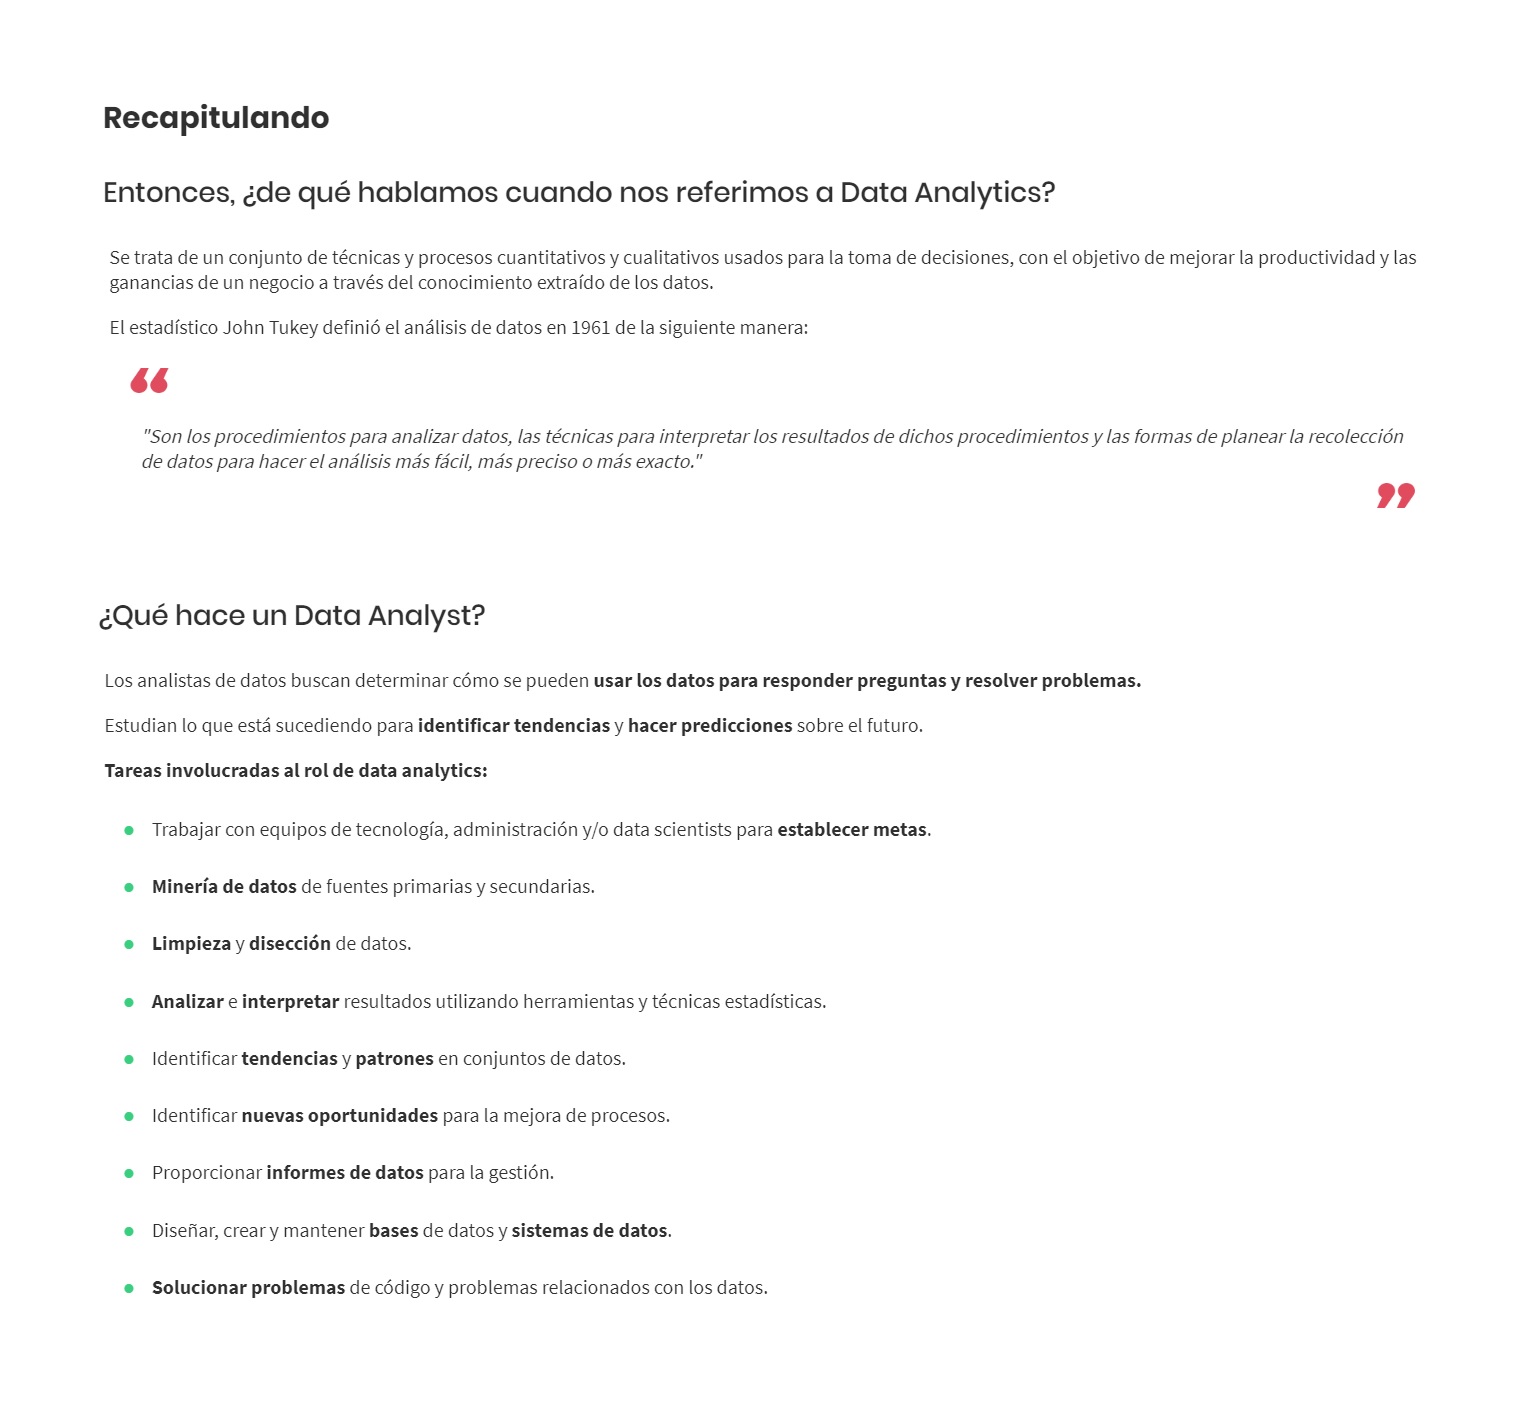 Recapitulando
Entonces, ¿de qué hablamos cuando nos referimos a Data Analytics?
Se trata de un conjunto de técnicas y procesos cuantitativos y cualitativos usados para la toma de decisiones, con el objetivo de mejorar la productividad y las
ganancias de un negocio a través del conocimiento extraído de los datos.
El estadístico John Tukey definió el análisis de datos en 1961 de la siguiente manera:
“
"Son los procedimientos para analizar datos, las técnicas para interpretar los resultados de dichos procedimientos y las formas de planear la recolección
de datos para hacer el análisis más fácil, más preciso o más exacto."
”
¿Qué hace un Data Analyst?
Los analistas de datos buscan determinar cómo se pueden usar los datos para responder preguntas y resolver problemas.
Estudian lo que está sucediendo para identificar tendencias y hacer predicciones sobre el futuro.
Tareas involucradas al rol de data analytics:
● Trabajar con equipos de tecnología, administración y/o data scientists para establecer metas.
● Minería de datos de fuentes primarias y secundarias.
● Limpieza y disección de datos.
● Analizar e interpretar resultados utilizando herramientas y técnicas estadísticas.
● Identificar tendencias y patrones en conjuntos de datos.
● Identificar nuevas oportunidades para la mejora de procesos.
● Proporcionar informes de datos para la gestión.
● Diseñar, crear y mantener bases de datos y sistemas de datos.
● Solucionar problemas de código y problemas relacionados con los datos.